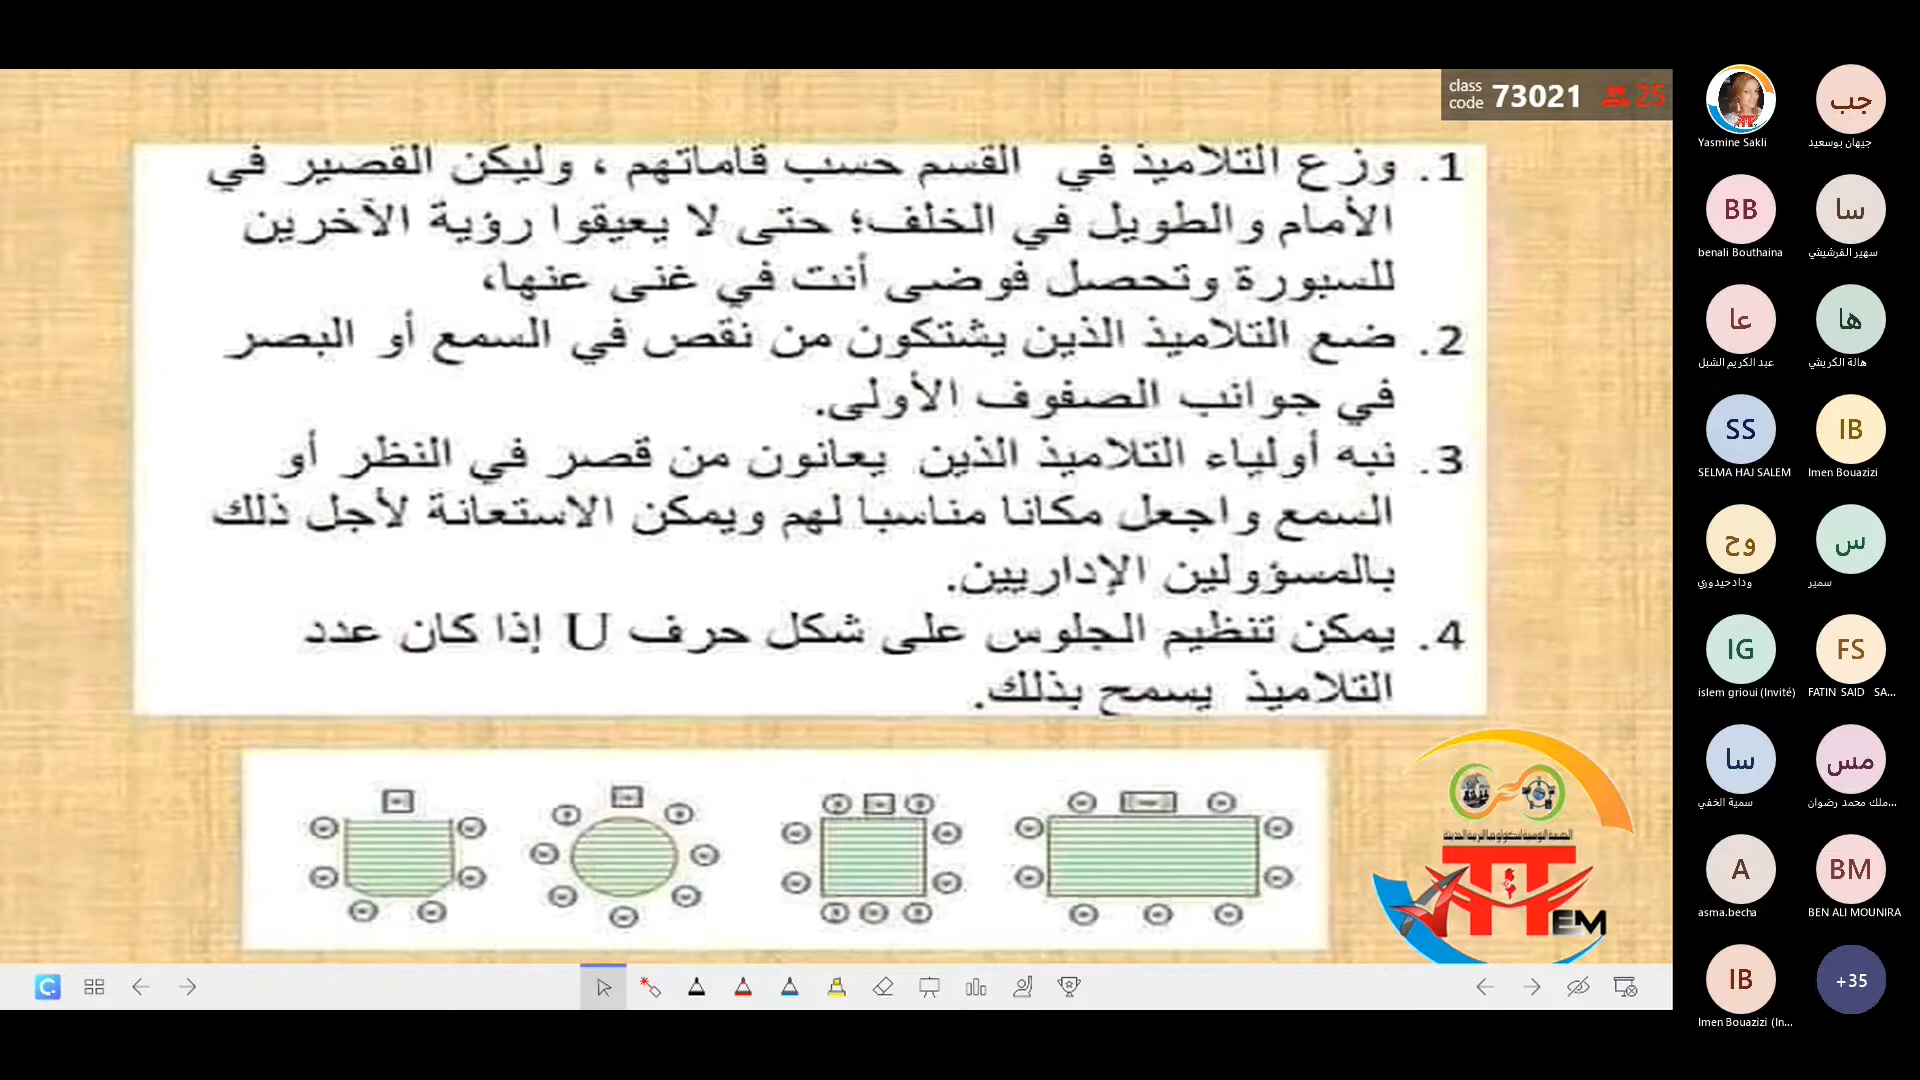 class code 73021 25
1. وزع التلاميذ في القسم حسب قاماتهم ، وليكن القصير في
الأمام والطويل في الخلف؛ حتى لا يعيقوا رؤية الآخرين
للسبورة وتحصل فوضى أنت في غنى عنها،
2. ضع التلاميذ الذين يشتكون من نقص في السمع أو البصر
في جوانب الصفوف الأولى.
3. نبه أولياء التلاميذ الذين يعانون من قصر في النظر أو
السمع واجعل مكانا مناسبا لهم ويمكن الاستعانة لأجل ذلك
بالمسؤولين الإداريين.
4. يمكن تنظيم الجلوس على شكل حرف U إذا كان عدد
التلاميذ يسمح بذلك.
EM
جب
Yasmine Sakli
جيهان بوسعيد
BB
سا
benali Bouthaina
سهير الفرشيشي
عا
ها
عبد الكريم الشبل
هالة الكريشي
SS
IB
SELMA HAJ SALEM
Imen Bouazizi
وح
س
وداد حيدوري
سمير
IG
FS
islem grioui (Invité)
FATIN SAID SA...
سا
مس
سمية الخفي
ملك محمد رضوان...
A
BM
asma.becha
BEN ALI MOUNIRA
IB
+35
Imen Bouazizi (In...